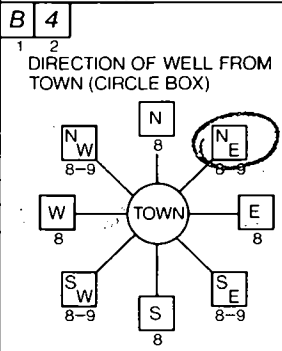 B 4
1 2
DIRECTION OF WELL FROM
TOWN (CIRCLE BOX)
N
8
N W
8-9
N E
8-9
W
8
TOWN
E
8
S W
8-9
S E
8-9
S
8